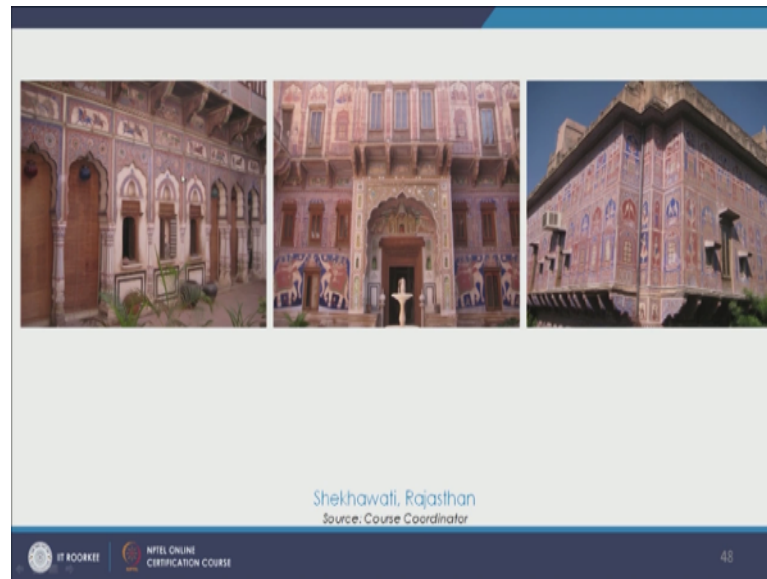 Shekhawati, Rajasthan
Source: Course Coordinator
IIT ROORKEE
NPTEL ONLINE
CERTIFICATION COURSE
48